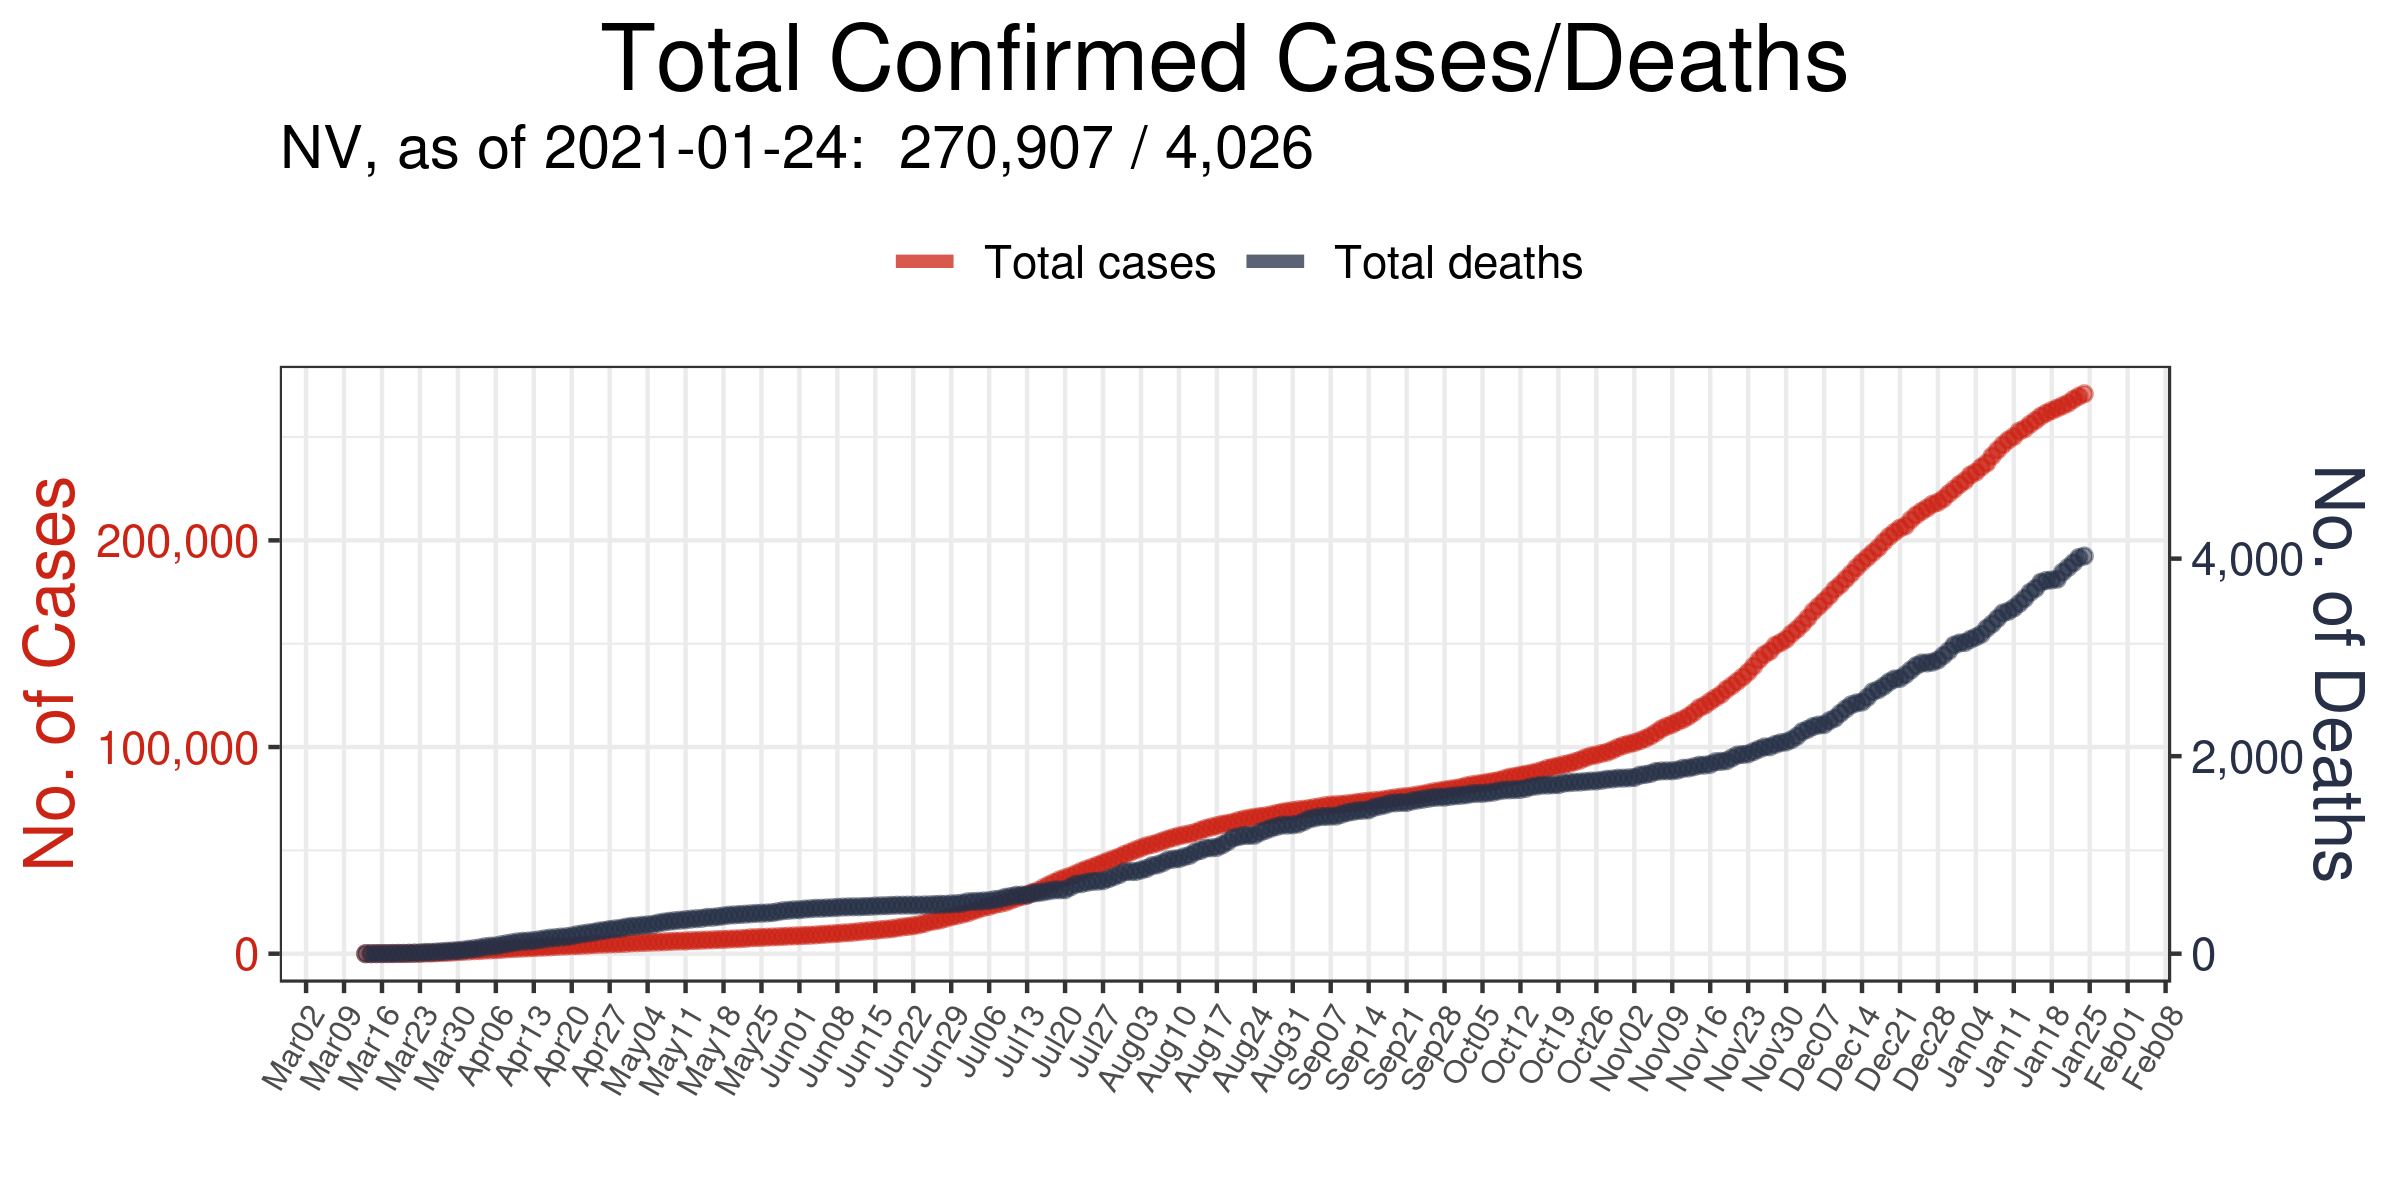 Total Confirmed Cases/Deaths
NV, as of 2021-01-24:  270,907 / 4,026
Total cases
Total deaths
No. of Cases
200,000
100,000
0
4,000
2,000
0
No. of Deaths
Mar02
Mar09
Mar16
Mar23
Mar30
Apr06
Apr13
Apr20
Apr27
May04
May11
May18
May25
Jun01
Jun08
Jun15
Jun22
Jun29
Jul06
Jul13
Jul20
Jul27
Aug03
Aug10
Aug17
Aug24
Aug31
Sep07
Sep14
Sep21
Sep28
Oct05
Oct12
Oct19
Oct26
Nov02
Nov09
Nov16
Nov23
Nov30
Dec07
Dec14
Dec21
Dec28
Jan04
Jan11
Jan18
Jan25
Feb01
Feb08